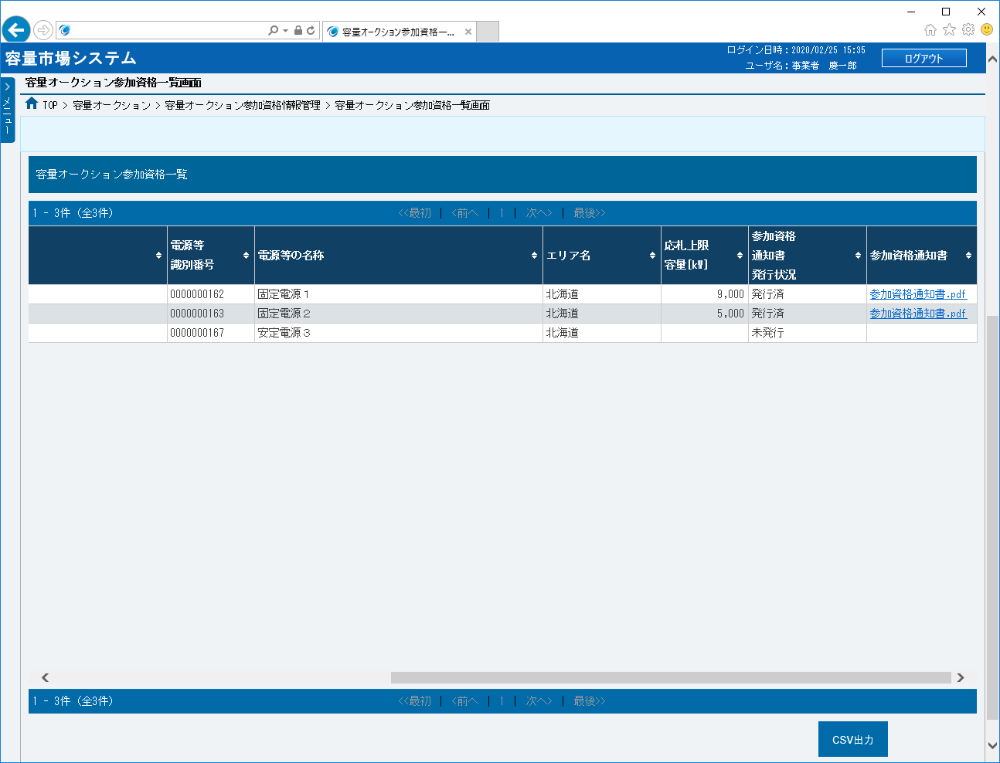 容量オークション参加資格一...
容量市場システム
ログイン日時：2020/02/25 15:35
ユーザ名：事業者　慶一郎
ログアウト
メニュー
容量オークション参加資格一覧画面
TOP > 容量オークション > 容量オークション参加資格情報管理 > 容量オークション参加資格一覧画面
容量オークション参加資格一覧
1 - 3件 (全3件)
<<最初 | <前へ | 1 | 次へ> | 最後>>
電源等
識別番号
電源等の名称
エリア名
応札上限
容量[kW]
参加資格
通知書
発行状況
参加資格通知書
0000000162 固定電源１ 北海道 9,000 発行済 参加資格通知書.pdf
0000000163 固定電源２ 北海道 5,000 発行済 参加資格通知書.pdf
0000000167 安定電源３ 北海道 未発行
1 - 3件 (全3件)
<<最初 | <前へ | 1 | 次へ> | 最後>>
CSV出力